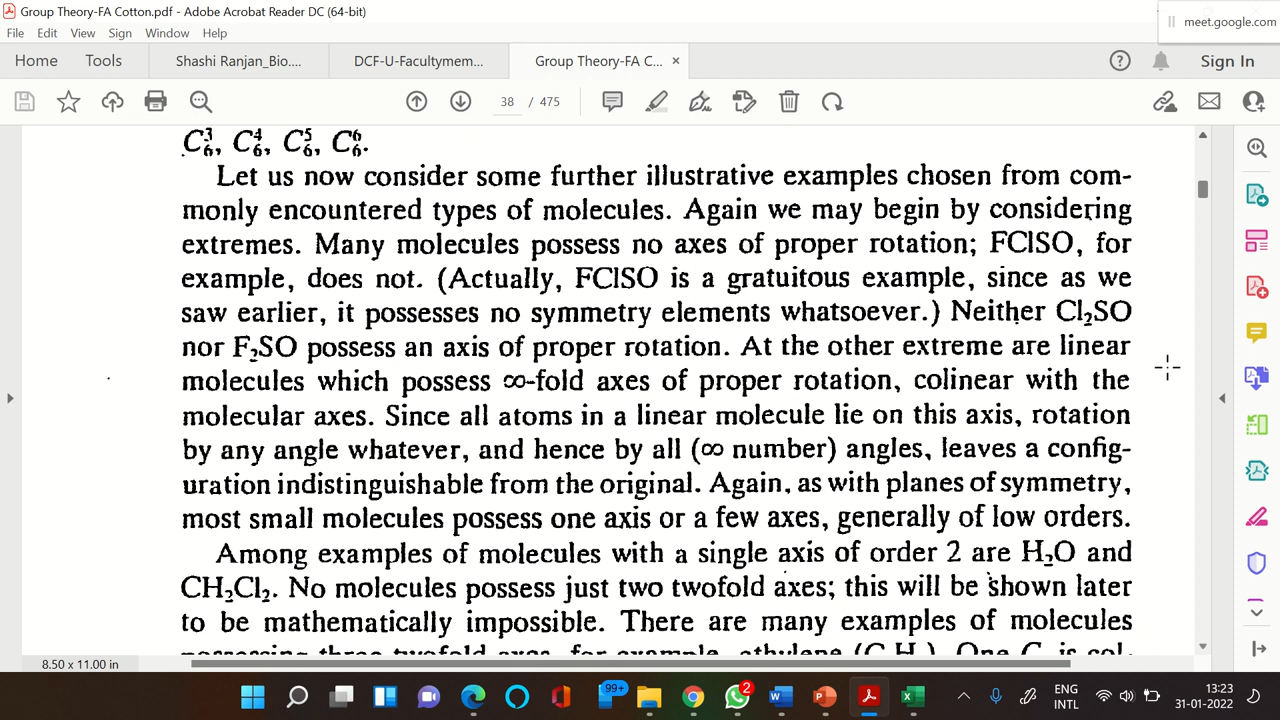 Group Theory-FA Cotton.pdf - Adobe Acrobat Reader DC (64-bit)
meet.google.com
File Edit View Sign Window Help
Home Tools Shashi Ranjan_Bio.... DCF-U-Facultymem... Group Theory-FA C... × Sign In
38 / 475
C₆³, C₆⁴, C₆⁵, C₆⁶.
Let us now consider some further illustrative examples chosen from com-
monly encountered types of molecules. Again we may begin by considering
extremes. Many molecules possess no axes of proper rotation; FClSO, for
example, does not. (Actually, FClSO is a gratuitous example, since as we
saw earlier, it possesses no symmetry elements whatsoever.) Neither Cl₂SO
nor F₂SO possess an axis of proper rotation. At the other extreme are linear
molecules which possess ∞-fold axes of proper rotation, colinear with the
molecular axes. Since all atoms in a linear molecule lie on this axis, rotation
by any angle whatever, and hence by all (∞ number) angles, leaves a config-
uration indistinguishable from the original. Again, as with planes of symmetry,
most small molecules possess one axis or a few axes, generally of low orders.
Among examples of molecules with a single axis of order 2 are H₂O and
CH₂Cl₂. No molecules possess just two twofold axes; this will be shown later
to be mathematically impossible. There are many examples of molecules
possessing three twofold axes, for example, ethylene (C₂H₄). One C₂ is col-
8.50 x 11.00 in
99+ 2 ENG 13:23
INTL 31-01-2022